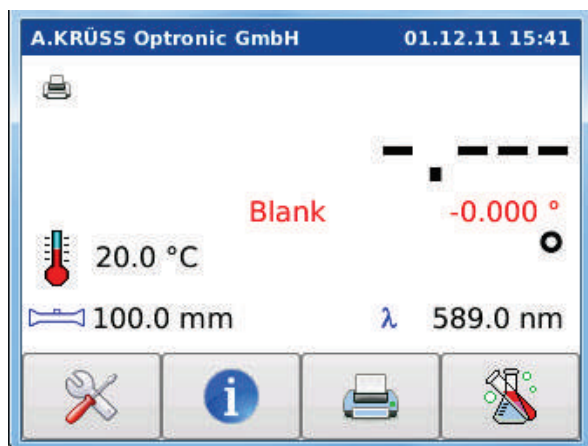 A.KRÜSS Optronic GmbH 01.12.11 15:41
-.---
Blank -0.000 °
20.0 °C
100.0 mm λ 589.0 nm
i